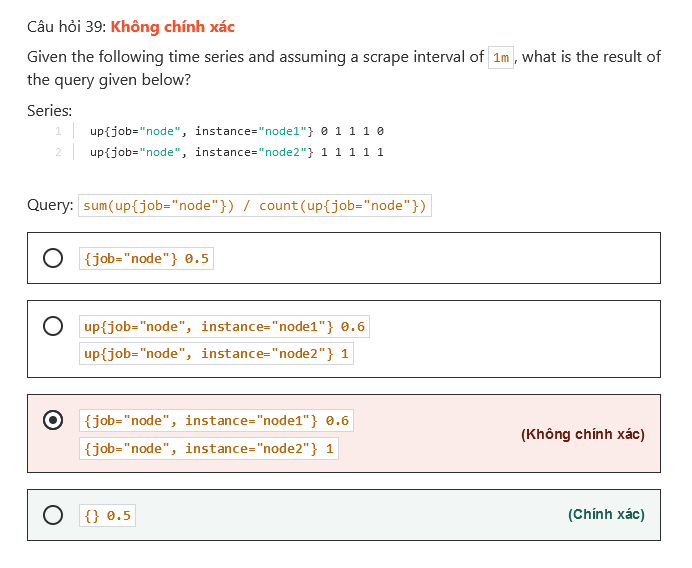 Câu hỏi 39: Không chính xác
Given the following time series and assuming a scrape interval of 1m, what is the result of
the query given below?
Series:
1 up{job="node", instance="node1"} 0 1 1 1 0
2 up{job="node", instance="node2"} 1 1 1 1 1
Query: sum(up{job="node"}) / count(up{job="node"})
{job="node"} 0.5
up{job="node", instance="node1"} 0.6
up{job="node", instance="node2"} 1
{job="node", instance="node1"} 0.6
(Không chính xác)
{job="node", instance="node2"} 1
{} 0.5 (Chính xác)